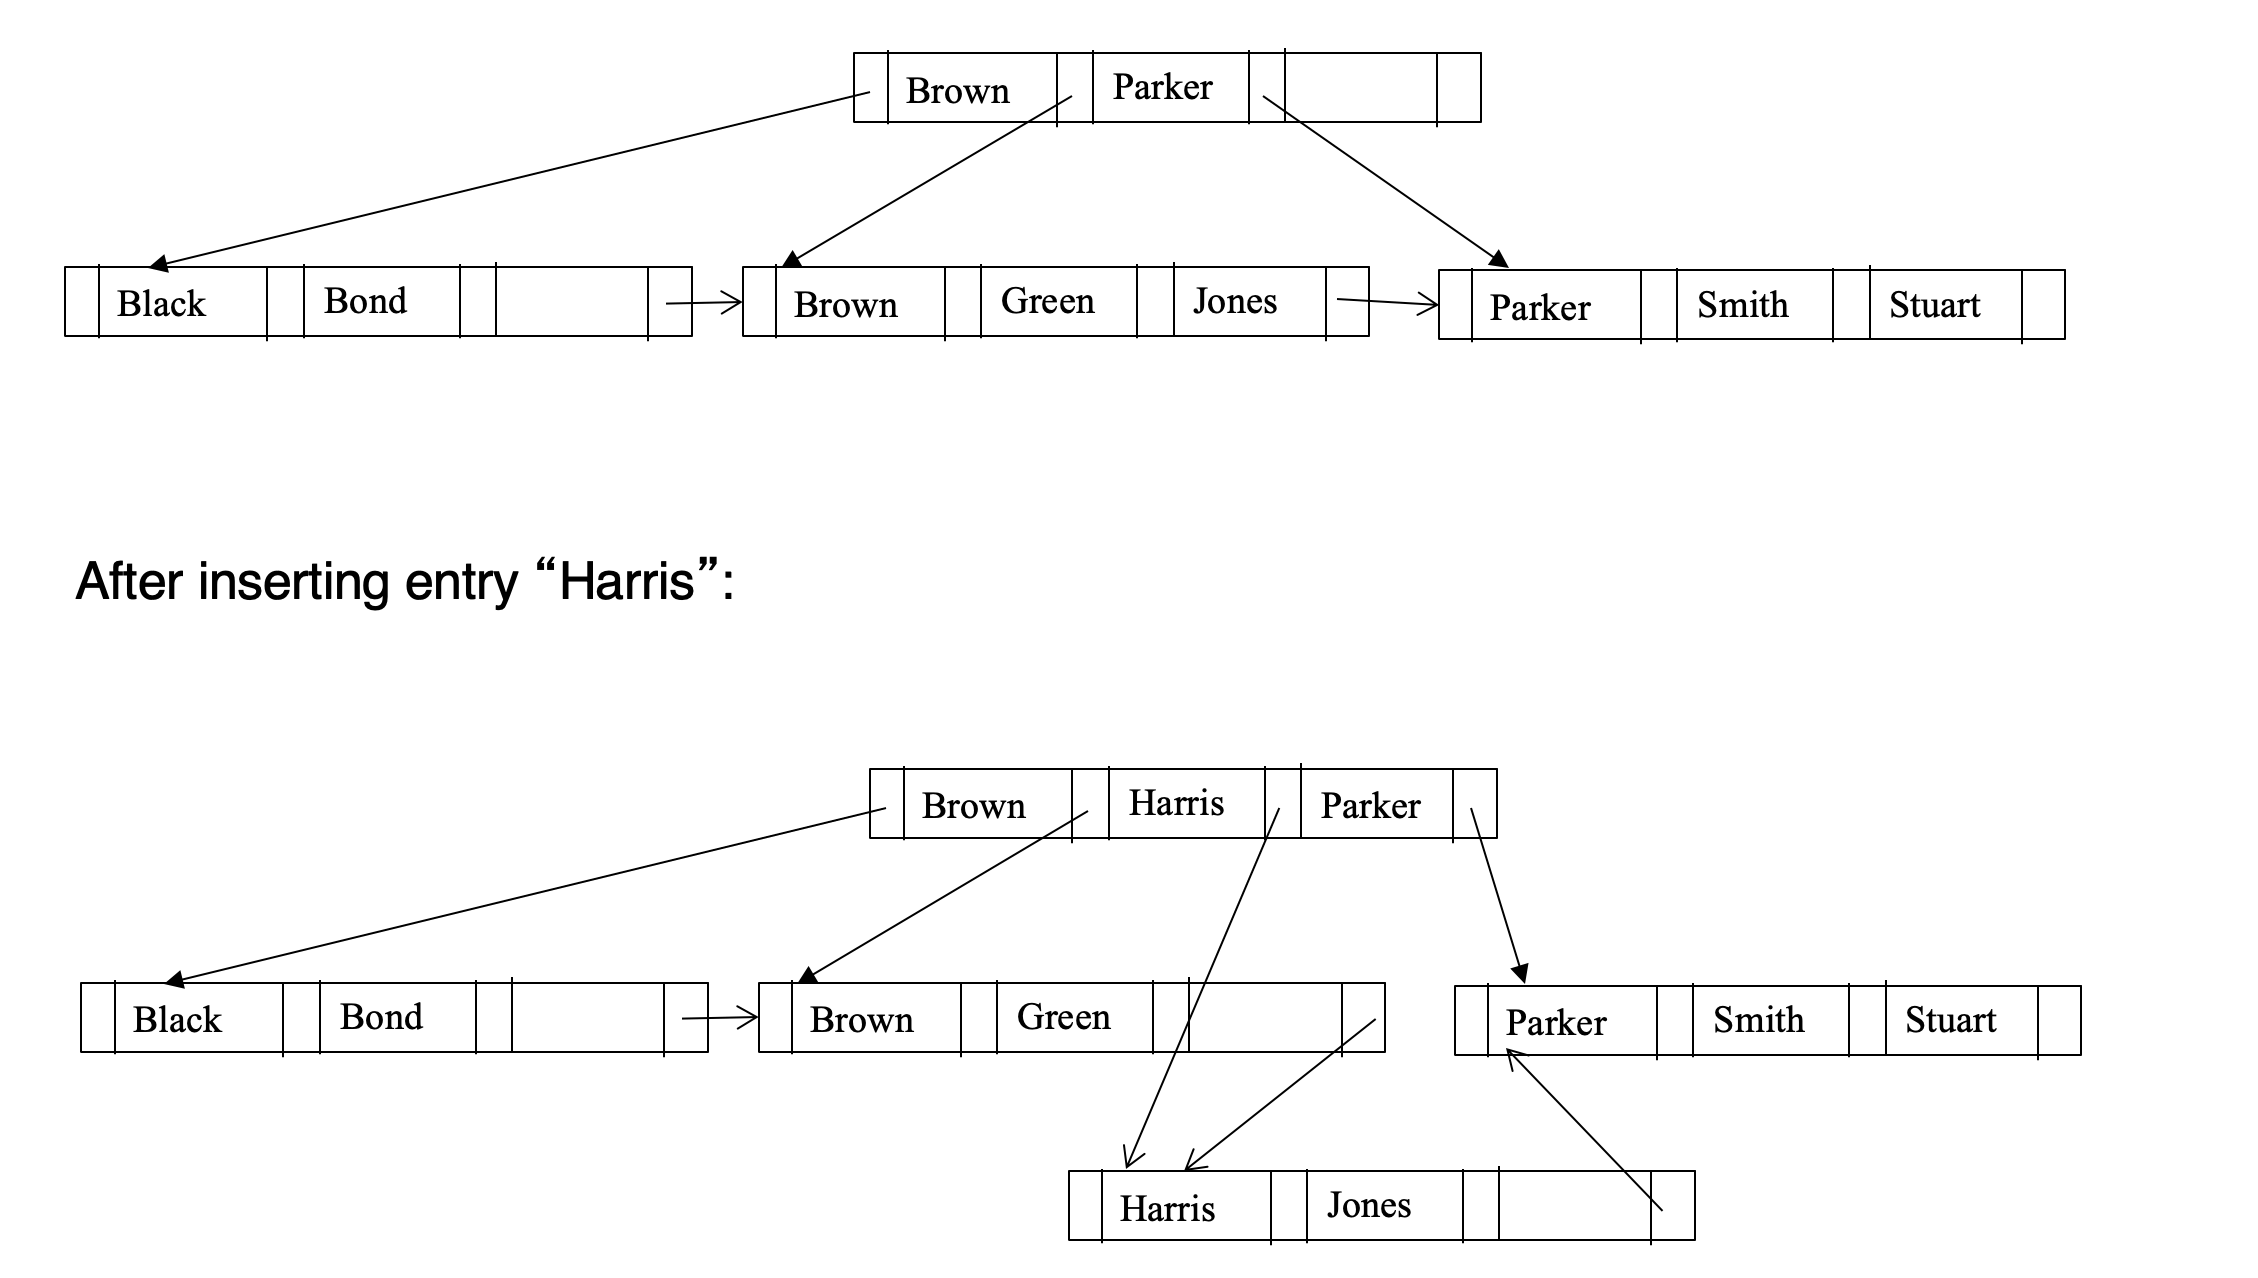 Brown Parker
Black Bond Brown Green Jones Parker Smith Stuart
After inserting entry “Harris”:
Brown Harris Parker
Black Bond Brown Green Parker Smith Stuart
Harris Jones